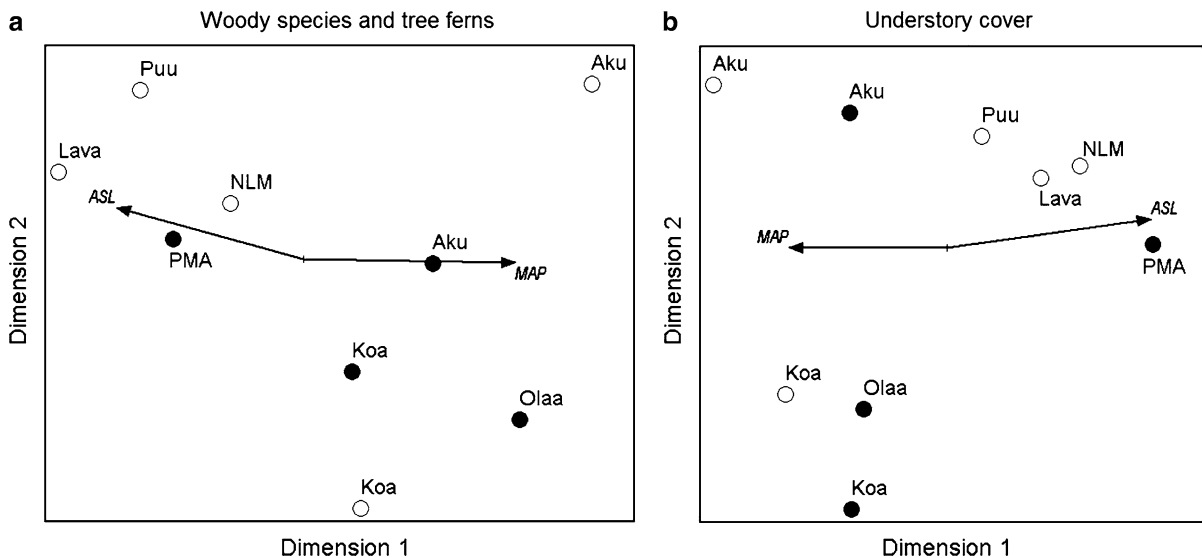 a Woody species and tree ferns
Puu
Aku
Lava
NLM
ASL
PMA
Aku
MAP
Koa
Olaa
Koa
Dimension 2
Dimension 1
b Understory cover
Aku
Aku
Puu
NLM
Lava
ASL
MAP
PMA
Koa
Olaa
Koa
Dimension 2
Dimension 1